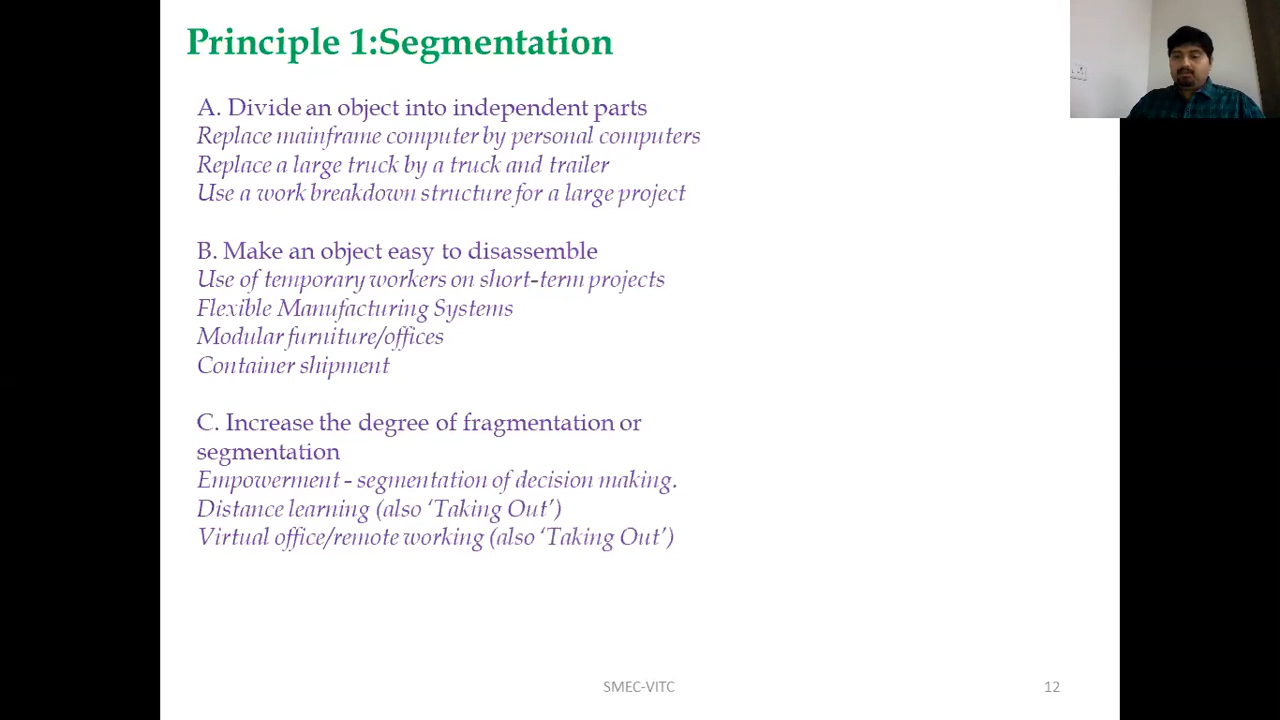 Principle 1:Segmentation
A. Divide an object into independent parts
Replace mainframe computer by personal computers
Replace a large truck by a truck and trailer
Use a work breakdown structure for a large project
B. Make an object easy to disassemble
Use of temporary workers on short-term projects
Flexible Manufacturing Systems
Modular furniture/offices
Container shipment
C. Increase the degree of fragmentation or
segmentation
Empowerment - segmentation of decision making.
Distance learning (also ‘Taking Out’)
Virtual office/remote working (also ‘Taking Out’)
SMEC-VITC
12